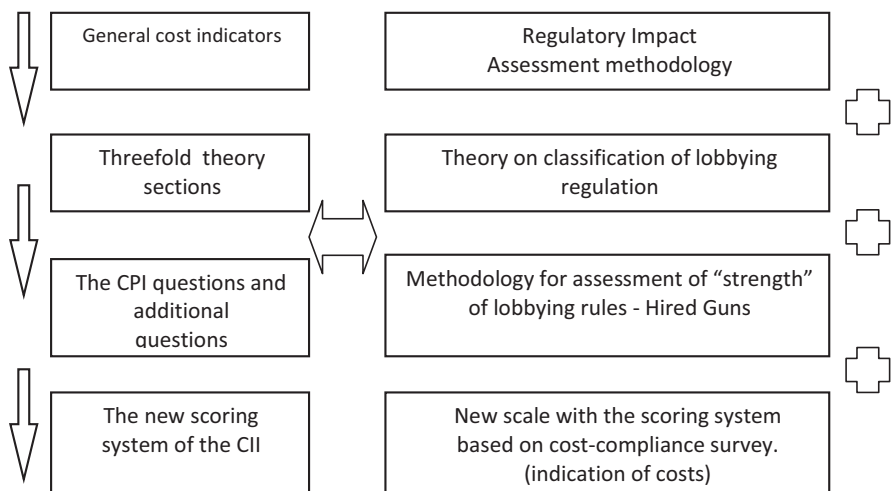 General cost indicators
Regulatory Impact
Assessment methodology
Threefold theory
sections
Theory on classification of lobbying
regulation
The CPI questions and
additional
questions
Methodology for assessment of “strength”
of lobbying rules - Hired Guns
The new scoring
system of the CII
New scale with the scoring system
based on cost-compliance survey.
(indication of costs)